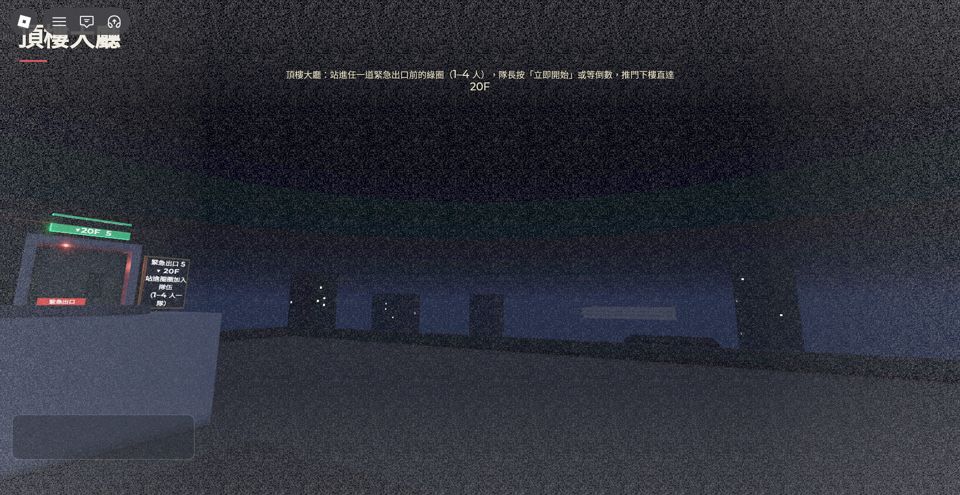 頂樓大廳
頂樓大廳：站進任一道緊急出口前的綠圈（1–4 人），隊長按「立即開始」或等倒數，推門下樓直達
20F
▼20F 5
緊急出口 5
▼ 20F
站進綠圈加入
隊伍
（1–4 人一
隊）
緊急出口